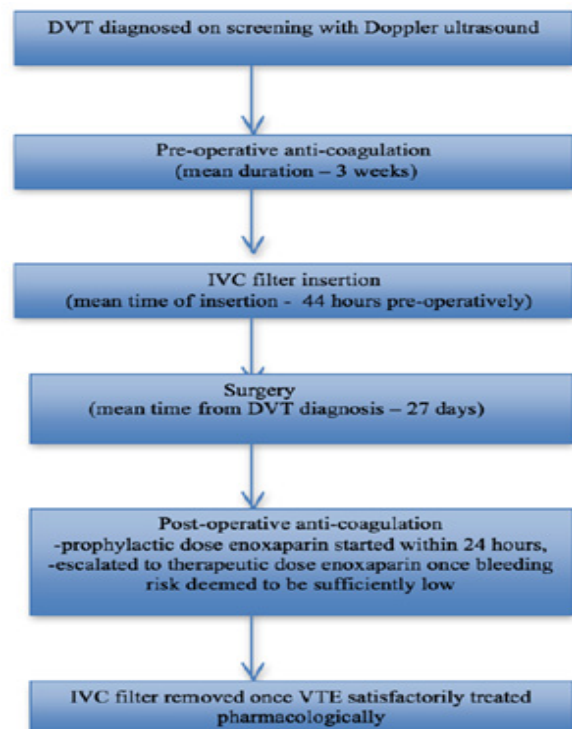 DVT diagnosed on screening with Doppler ultrasound
Pre-operative anti-coagulation
(mean duration – 3 weeks)
IVC filter insertion
(mean time of insertion - 44 hours pre-operatively)
Surgery
(mean time from DVT diagnosis – 27 days)
Post-operative anti-coagulation
-prophylactic dose enoxaparin started within 24 hours,
-escalated to therapeutic dose enoxaparin once bleeding
risk deemed to be sufficiently low
IVC filter removed once VTE satisfactorily treated
pharmacologically